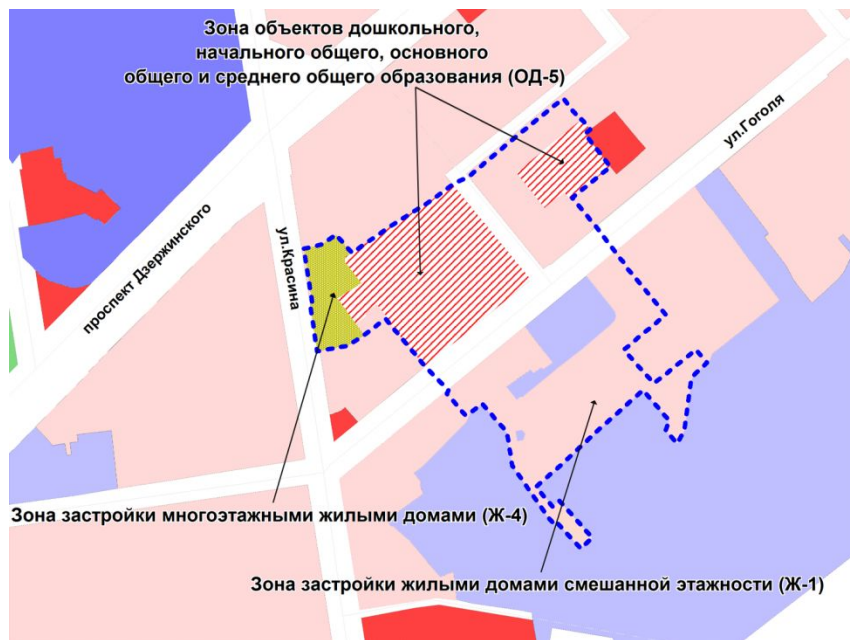 Зона объектов дошкольного,
начального общего, основного
общего и среднего общего образования (ОД-5)
ул.Гоголя
ул.Красина
проспект Дзержинского
Зона застройки многоэтажными жилыми домами (Ж-4)
Зона застройки жилыми домами смешанной этажности (Ж-1)